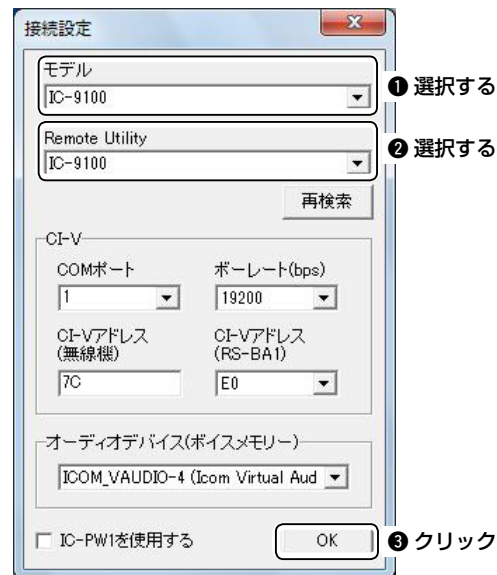 接続設定
モデル
IC-9100
❶ 選択する
Remote Utility
IC-9100
❷ 選択する
再検索
CI-V
COMポート
ボーレート(bps)
1
19200
CI-Vアドレス
(無線機)
CI-Vアドレス
(RS-BA1)
7C
E0
オーディオデバイス(ボイスメモリー)
ICOM_VAUDIO-4 (Icom Virtual Aud
IC-PW1を使用する
OK
❸ クリック